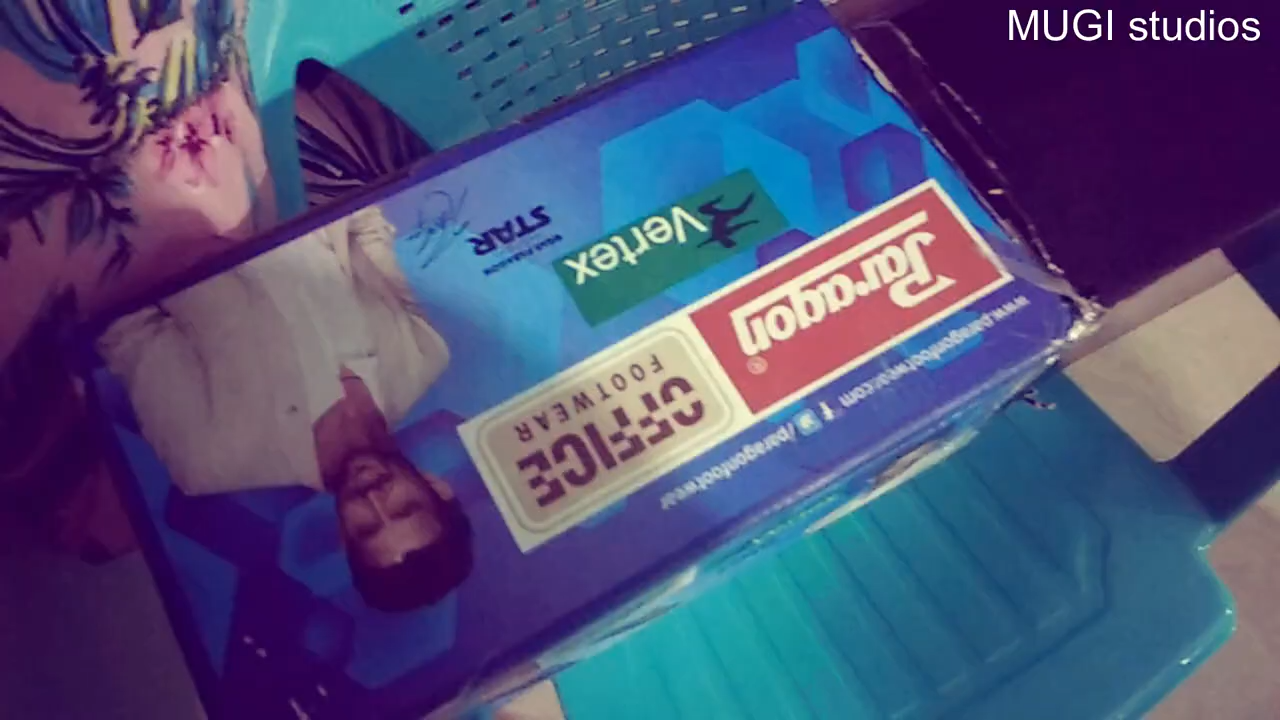 MUGI studios
www.paragonfootwear.com
f /paragonfootwear
Paragon®
OFFICE
FOOTWEAR
Vertex
STAR